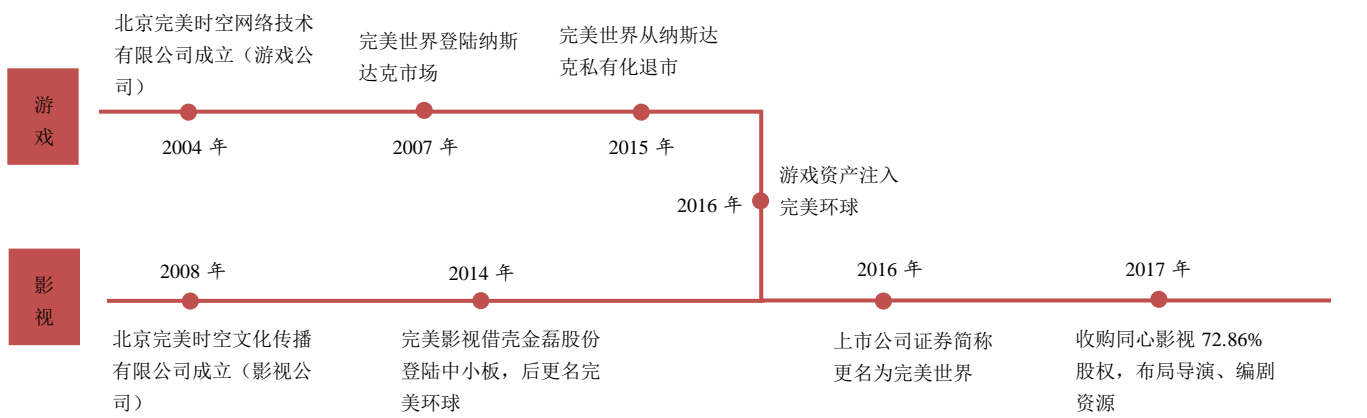 游
戏
北京完美时空网络技术
有限公司成立（游戏公
司）
2004 年
完美世界登陆纳斯
达克市场
2007 年
完美世界从纳斯达
克私有化退市
2015 年
2016 年
游戏资产注入
完美环球
影
视
2008 年
北京完美时空文化传播
有限公司成立（影视公
司）
2014 年
完美影视借壳金磊股份
登陆中小板，后更名完
美环球
2016 年
上市公司证券简称
更名为完美世界
2017 年
收购同心影视 72.86%
股权，布局导演、编剧
资源